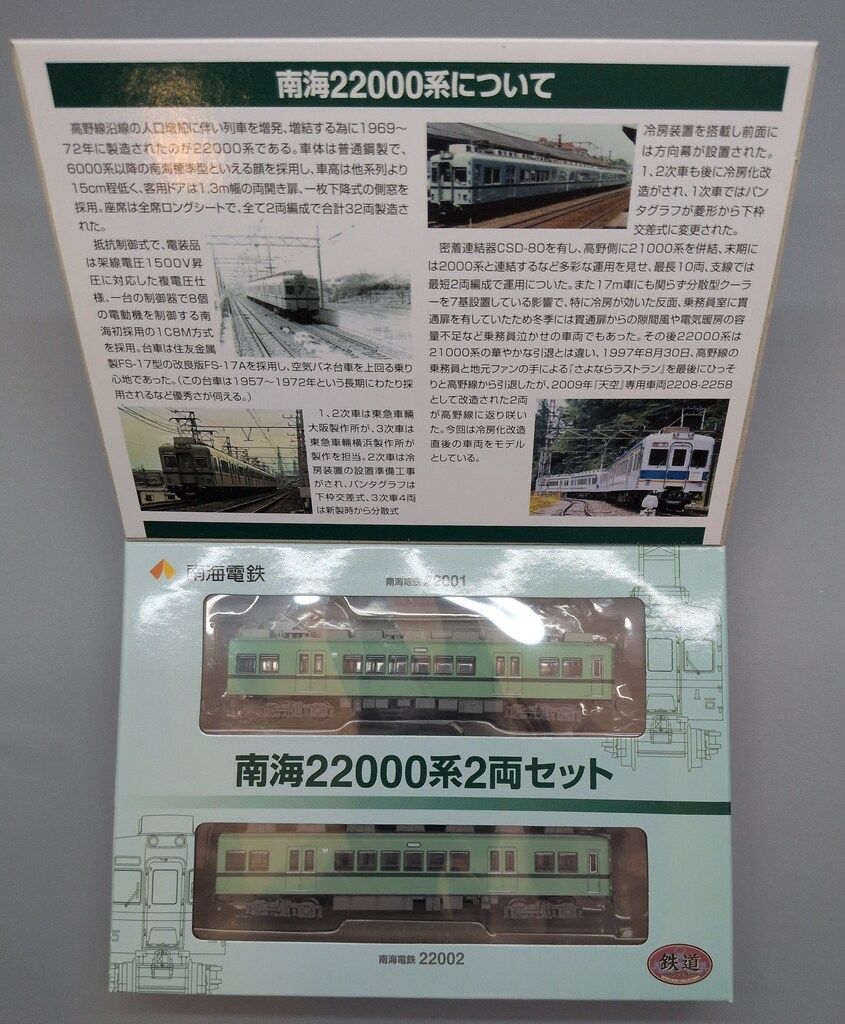 南海22000系について
高野線沿線の人口増加に伴い列車を増発、増結する為に1969〜
72年に製造されたのが22000系である。車体は普通鋼製で、
6000系以降の南海標準型といえる顔を採用し、車高は他系列より
15cm程低く、客用ドアは1.3m幅の両開き扉、一枚下降式の側窓を
採用。座席は全席ロングシートで、全て2両編成で合計32両製造さ
れた。
抵抗制御式で、電装品
は架線電圧1500V昇
圧に対応した複電圧仕
様、一台の制御器で8個
の電動機を制御する南
海初採用の1C8M方式
を採用。台車は住友金属
製FS-17型の改良版FS-17Aを採用し、空気バネ台車を上回る乗り
心地であった。(この台車は1957〜1972年という長期にわたり採
用されるなど優秀さが伺える。)
1、2次車は東急車輛
大阪製作所が、3次車は
東急車輛横浜製作所が
製作を担当。2次車は冷
房装置の設置準備工事
がされ、パンタグラフは
下枠交差式、3次車4両
は新製時から分散式
冷房装置を搭載し前面に
は方向幕が設置された。
1、2次車も後に冷房化改
造がされ、1次車ではパン
タグラフが菱形から下枠
交差式に変更された。
密着連結器CSD-80を有し、高野側に21000系を併結、末期
には2000系と連結するなど多彩な運用を見せ、最長10両、支線では
最短2両編成で運用についた。また17m車にも関らず分散型クーラ
ーを7基設置している影響で、特に冷房が効いた反面、乗務員室に貫
通扉を有していたため冬季には貫通扉からの隙間風や電気暖房の容
量不足など乗務員泣かせの車両でもあった。その後22000系は
21000系の華やかな引退とは違い、1997年8月30日、高野線の
乗務員と地元ファンの手による「さよならラストラン」を最後にひっそ
りと高野線から引退したが、2009年「天空」専用車両2208-2258
として改造された2両
が高野線に返り咲い
た。今回は冷房化改造
直後の車両をモデル
としている。
南海電鉄
南海電鉄 22001
南海22000系2両セット
南海電鉄 22002
鉄道